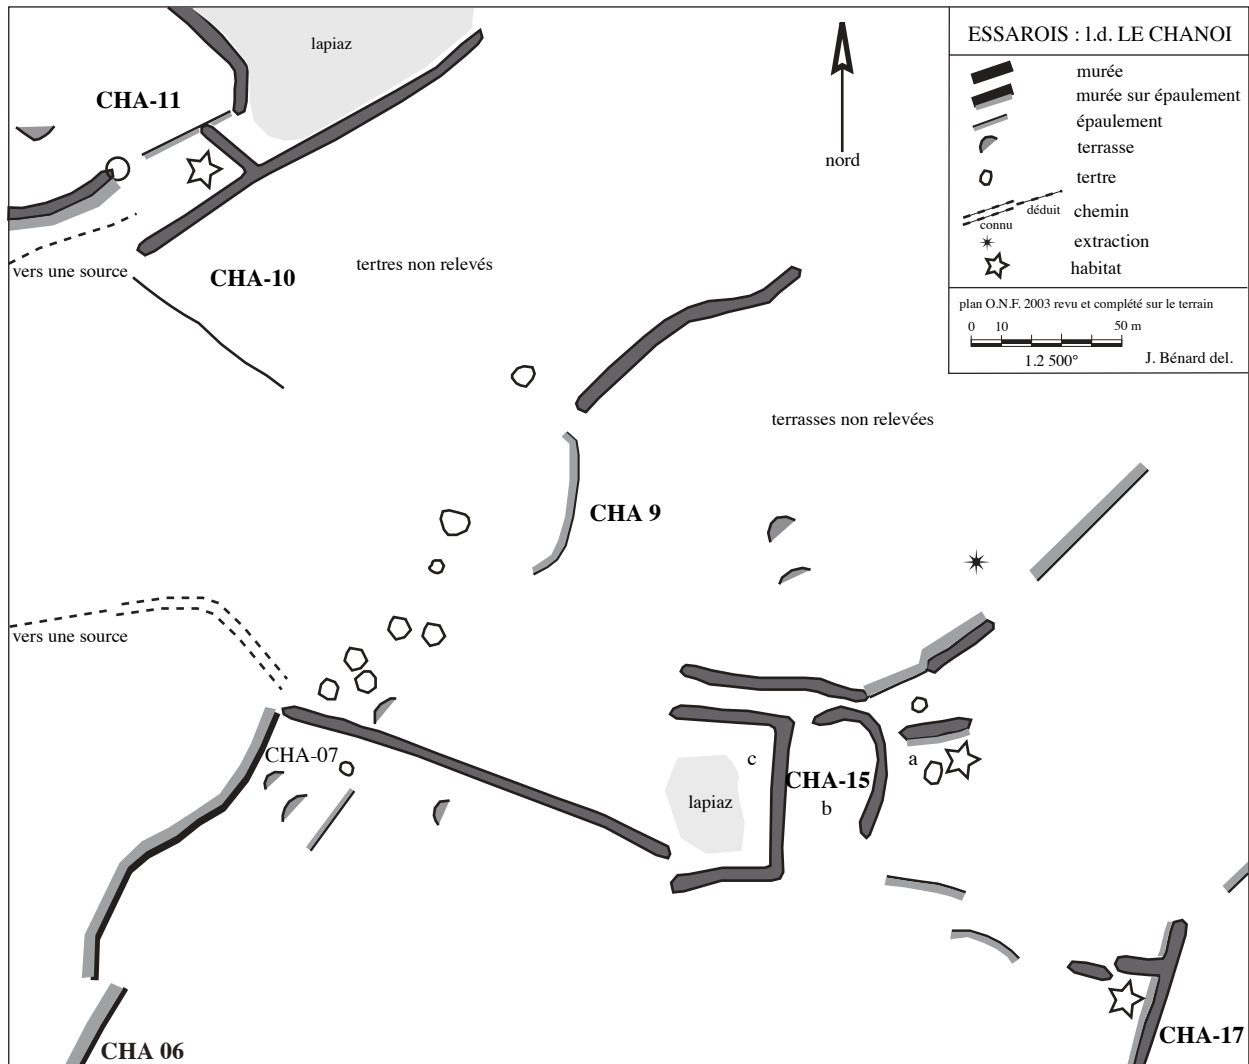 lapiaz
CHA-11
nord
vers une source
CHA-10
tertres non relevés
terrasses non relevées
CHA 9
vers une source
CHA-07
c
CHA-15
a
lapiaz
b
CHA-17
CHA 06
ESSAROIS : l.d. LE CHANOI
murée
murée sur épaulement
épaulement
terrasse
tertre
déduit
chemin
connu
extraction
habitat
plan O.N.F. 2003 revu et complété sur le terrain
0 10 50 m
1.2 500° J. Bénard del.